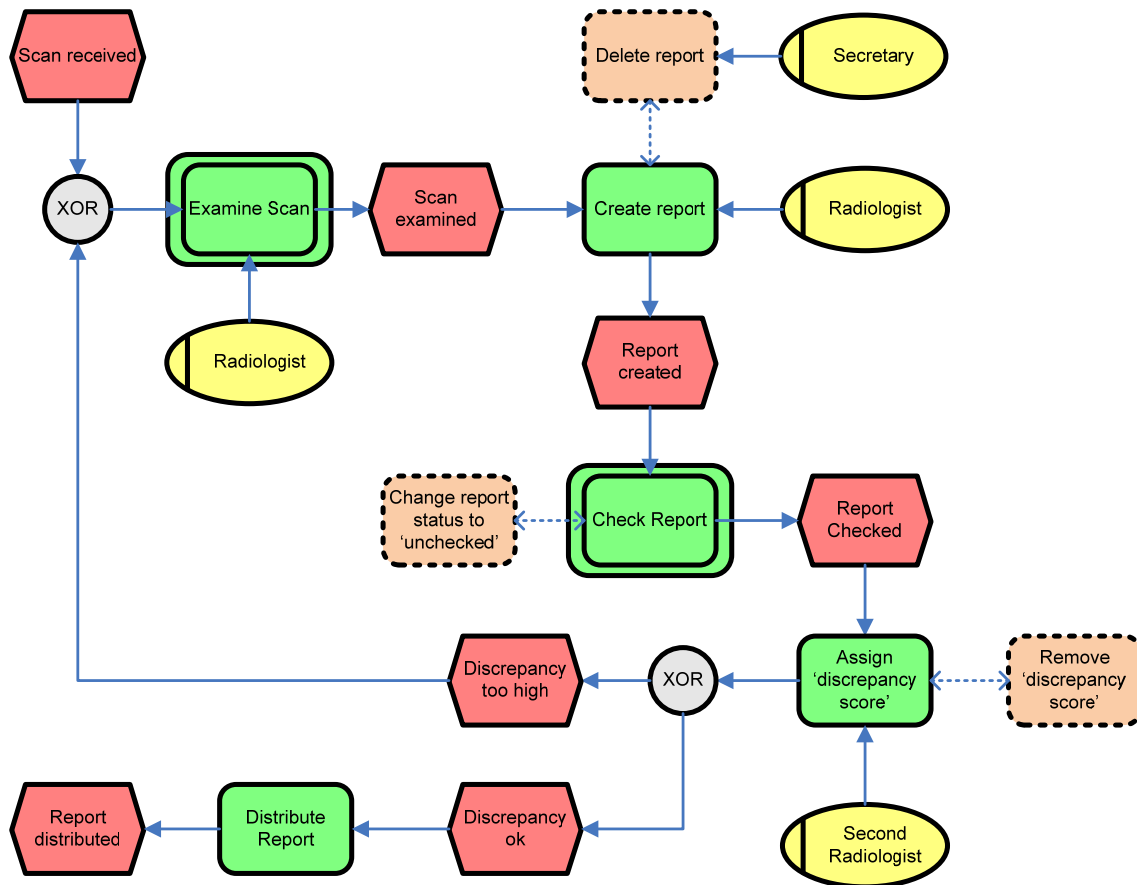 Scan received
Delete report
Secretary
XOR
Examine Scan
Scan
examined
Create report
Radiologist
Radiologist
Report
created
Change report
status to
‘unchecked’
Check Report
Report
Checked
Discrepancy
too high
XOR
Assign
‘discrepancy
score’
Remove
‘discrepancy
score’
Report
distributed
Distribute
Report
Discrepancy
ok
Second
Radiologist